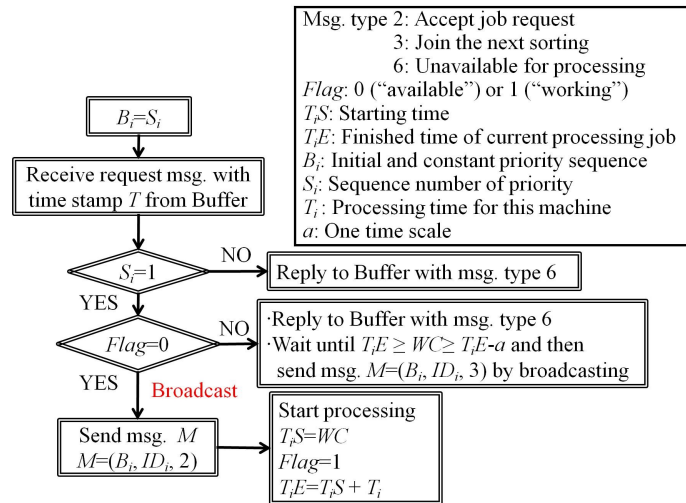 Msg. type 2: Accept job request
3: Join the next sorting
6: Unavailable for processing
Flag: 0 (“available”) or 1 (“working”)
TᵢS: Starting time
TᵢE: Finished time of current processing job
Bᵢ: Initial and constant priority sequence
Sᵢ: Sequence number of priority
Tᵢ: Processing time for this machine
a: One time scale
Bᵢ=Sᵢ
Receive request msg. with
time stamp T from Buffer
Sᵢ=1
NO
Reply to Buffer with msg. type 6
YES
Flag=0
NO
·Reply to Buffer with msg. type 6
·Wait until TᵢE ≥ WC ≥ TᵢE-a and then
send msg. M=(Bᵢ, IDᵢ, 3) by broadcasting
YES
Broadcast
Send msg. M
M=(Bᵢ, IDᵢ, 2)
Start processing
TᵢS=WC
Flag=1
TᵢE=TᵢS + Tᵢ